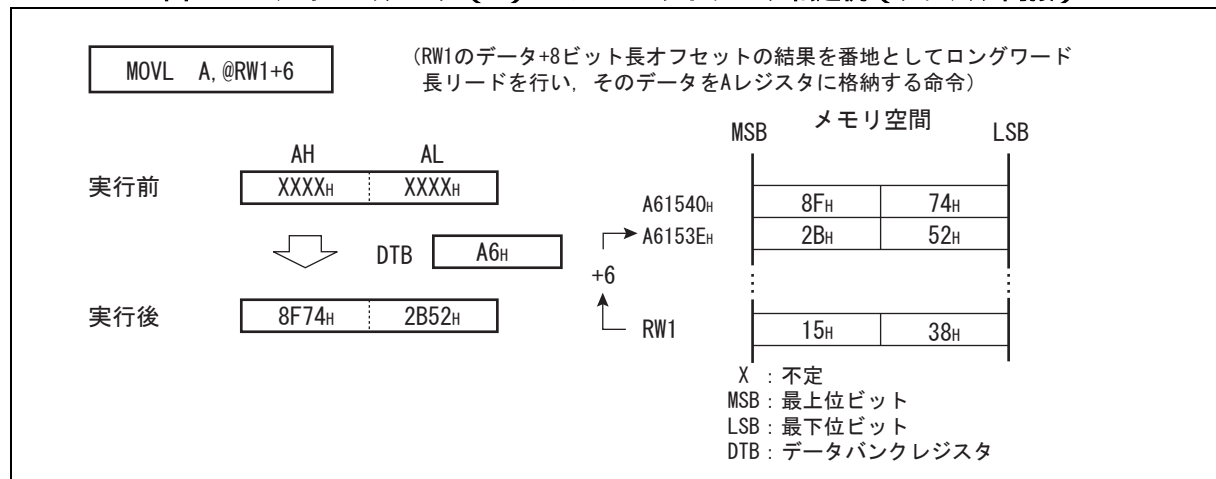 MOVL A,@RW1+6
(RW1のデータ+8ビット長オフセットの結果を番地としてロングワード
長リードを行い，そのデータをAレジスタに格納する命令)
メモリ空間
MSB LSB
AH AL
実行前 XXXXH XXXXH
A61540H 8FH 74H
A6153EH 2BH 52H
DTB A6H
+6
実行後 8F74H 2B52H
RW1 15H 38H
X ：不定
MSB：最上位ビット
LSB：最下位ビット
DTB：データバンクレジスタ